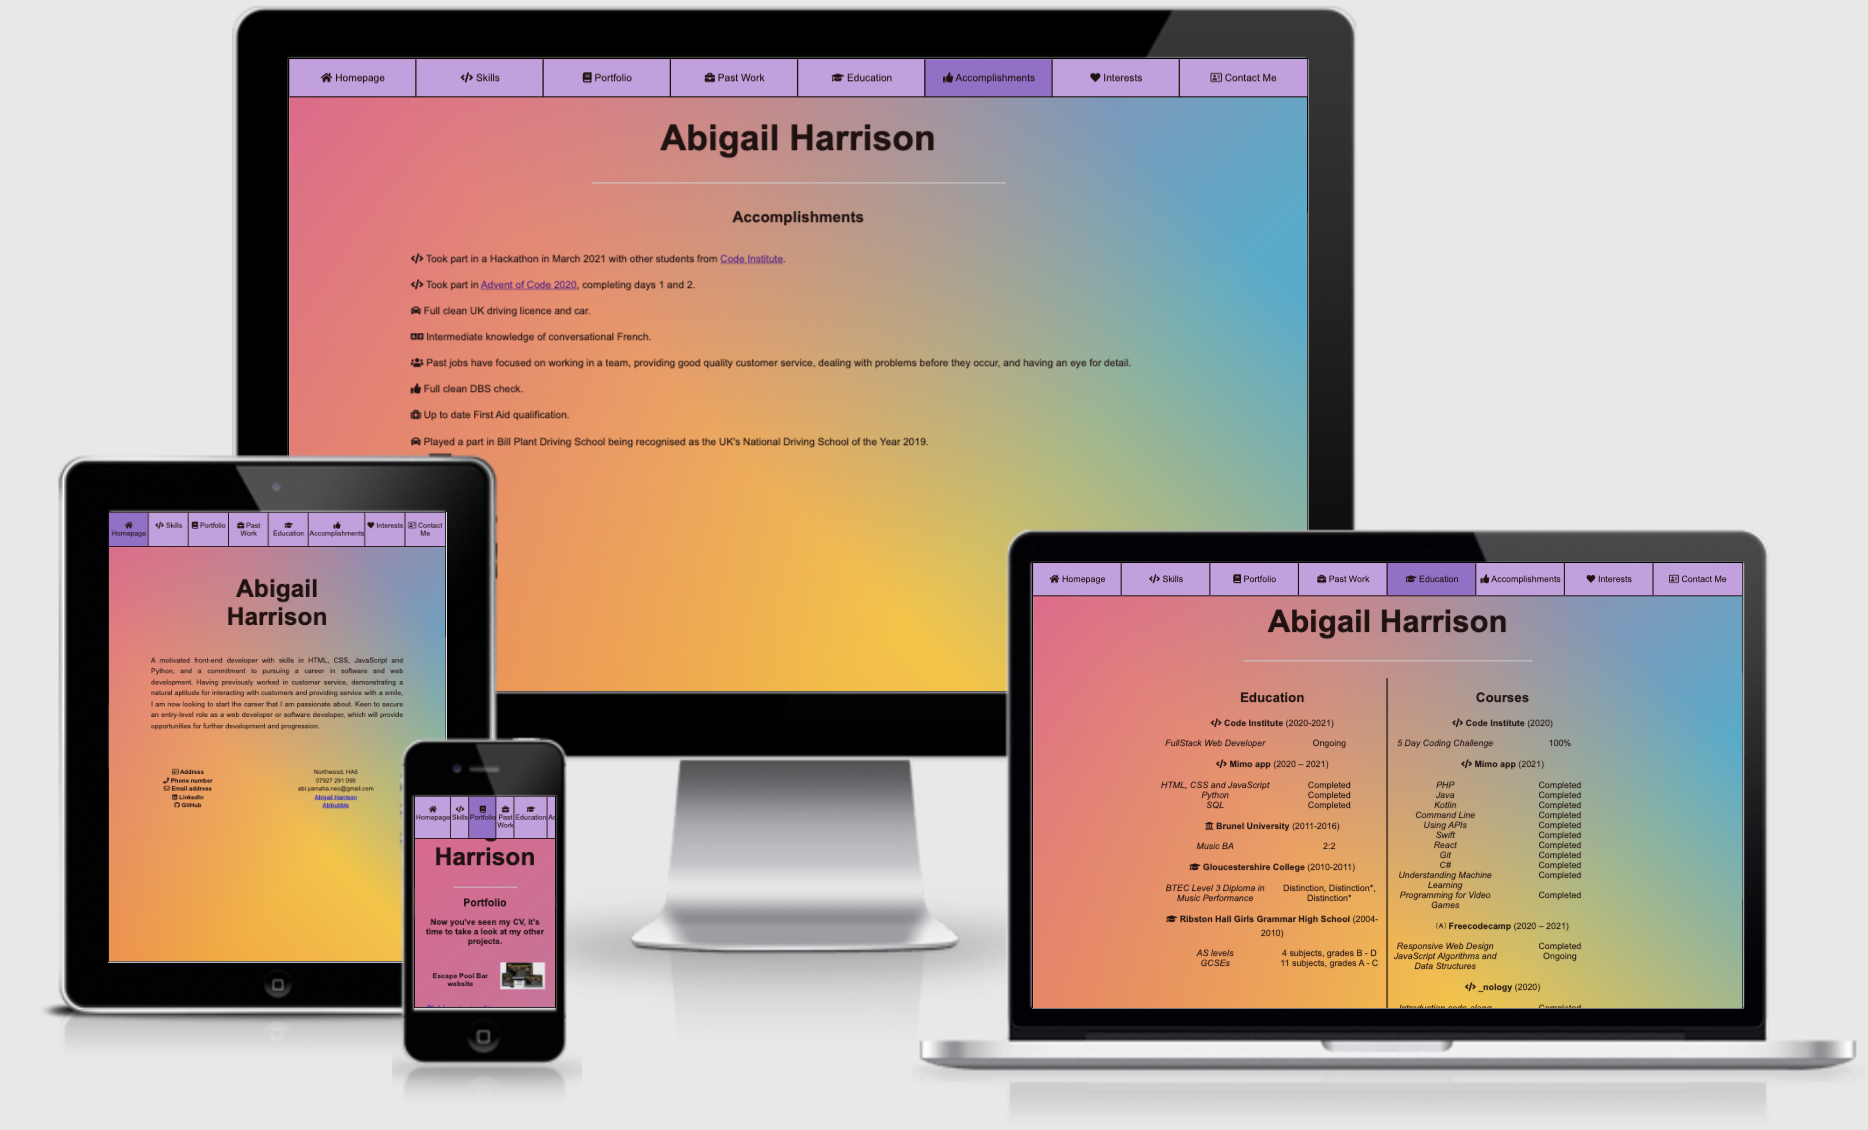 Homepage Skills Portfolio Past Work Education Accomplishments Interests Contact Me
Abigail Harrison
Accomplishments
Took part in a Hackathon in March 2021 with other students from Code Institute.
Took part in Advent of Code 2020, completing days 1 and 2.
Full clean UK driving licence and car.
Intermediate knowledge of conversational French.
Past jobs have focused on working in a team, providing good quality customer service, dealing with problems before they occur, and having an eye for detail.
Full clean DBS check.
Up to date First Aid qualification.
Played a part in Bill Plant Driving School being recognised as the UK's National Driving School of the Year 2019.
Homepage Skills Portfolio Past Work Education Accomplishments Interests Contact Me
Abigail
Harrison
A motivated front-end developer with skills in HTML, CSS, JavaScript and
Python, and a commitment to pursuing a career in software and web
development. Having previously worked in customer service, demonstrating a
natural aptitude for interacting with customers and providing service with a smile,
I am now looking to start the career that I am passionate about. Keen to secure
an entry-level role as a web developer or software developer, which will provide
opportunities for further development and progression.
Address Northwood, HA6
Phone number 07927 291 095
Email address abi.yamaha.neo@gmail.com
LinkedIn Abigail Harrison
GitHub Abibubble
Homepage Skills Portfolio Past Work Education Ac
Harrison
Portfolio
Now you've seen my CV, it's
time to take a look at my other
projects.
Escape Pool Bar
website
Homepage Skills Portfolio Past Work Education Accomplishments Interests Contact Me
Abigail Harrison
Education
Code Institute (2020-2021)
FullStack Web Developer Ongoing
Mimo app (2020 – 2021)
HTML, CSS and JavaScript Completed
Python Completed
SQL Completed
Brunel University (2011-2016)
Music BA 2:2
Gloucestershire College (2010-2011)
BTEC Level 3 Diploma in Distinction, Distinction*,
Music Performance Distinction*
Ribston Hall Girls Grammar High School (2004-
2010)
AS levels 4 subjects, grades B - D
GCSEs 11 subjects, grades A - C
Courses
Code Institute (2020)
5 Day Coding Challenge 100%
Mimo app (2021)
PHP Completed
Java Completed
Kotlin Completed
Command Line Completed
Using APIs Completed
Swift Completed
React Completed
Git Completed
C# Completed
Understanding Machine Completed
Learning
Programming for Video Completed
Games
Freecodecamp (2020 – 2021)
Responsive Web Design Completed
JavaScript Algorithms and Ongoing
Data Structures
_nology (2020)